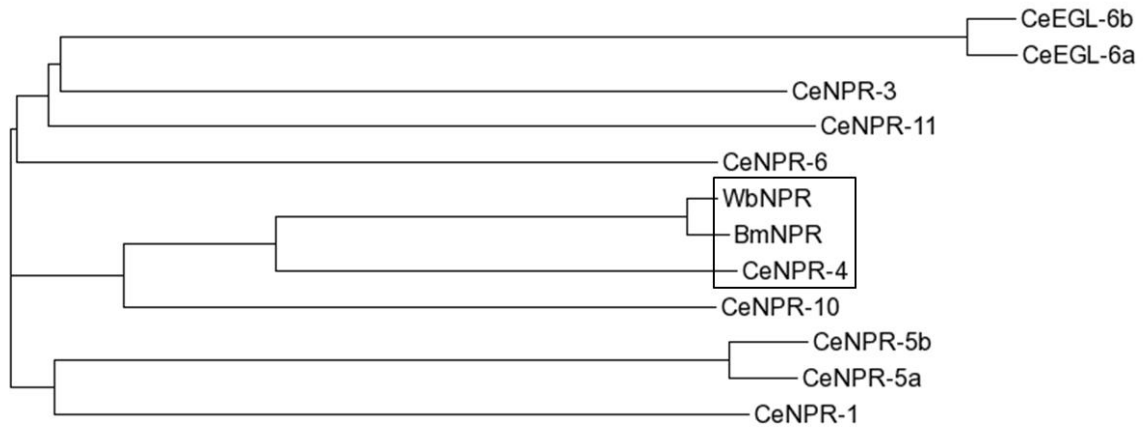 CeEGL-6b
CeEGL-6a
CeNPR-3
CeNPR-11
CeNPR-6
WbNPR
BmNPR
CeNPR-4
CeNPR-10
CeNPR-5b
CeNPR-5a
CeNPR-1